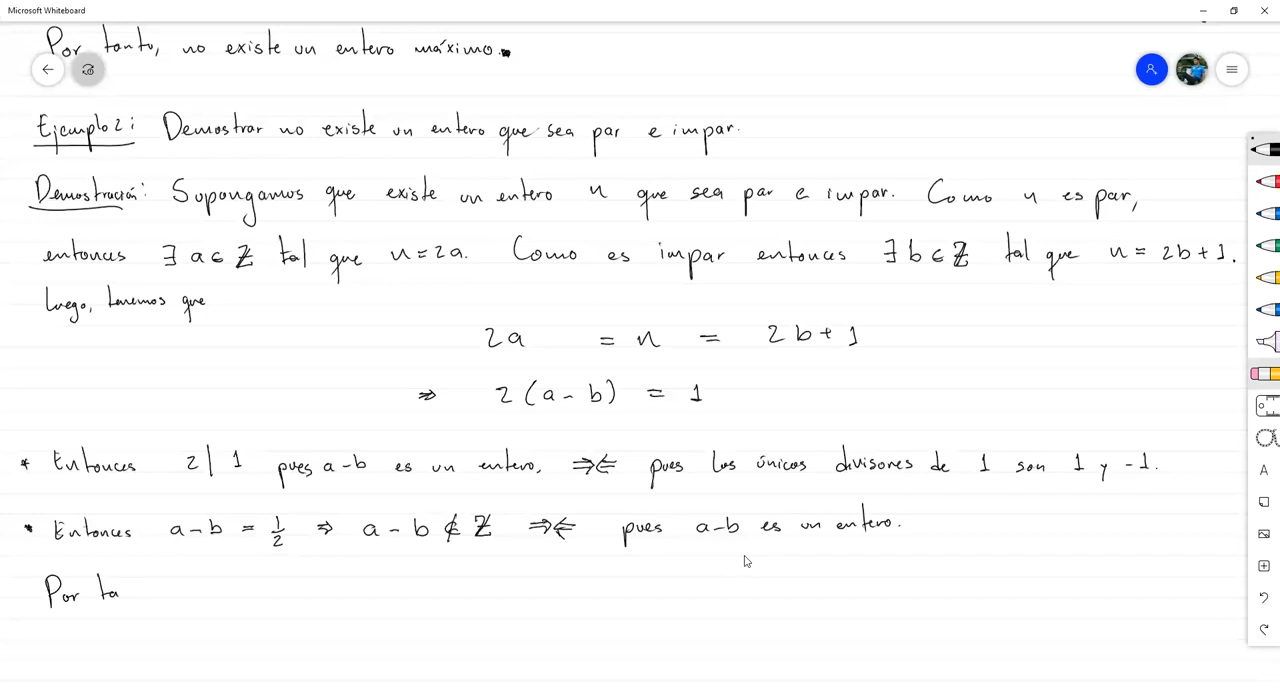 Microsoft Whiteboard
Por tanto, no existe un entero máximo.
Ejemplo 2: Demostrar no existe un entero que sea par e impar.
Demostración: Supongamos que existe un entero n que sea par e impar. Como n es par,
entonces ∃ a ∈ ℤ tal que n = 2a. Como es impar entonces ∃ b ∈ ℤ tal que n = 2b + 1.
luego, tenemos que
2a = n = 2b + 1
⇒ 2(a - b) = 1
* Entonces 2 | 1 pues a-b es un entero, ⇒⇐ pues los únicos divisores de 1 son 1 y -1.
* Entonces a - b = 1/2 ⇒ a - b ∉ ℤ ⇒⇐ pues a-b es un entero.
Por ta